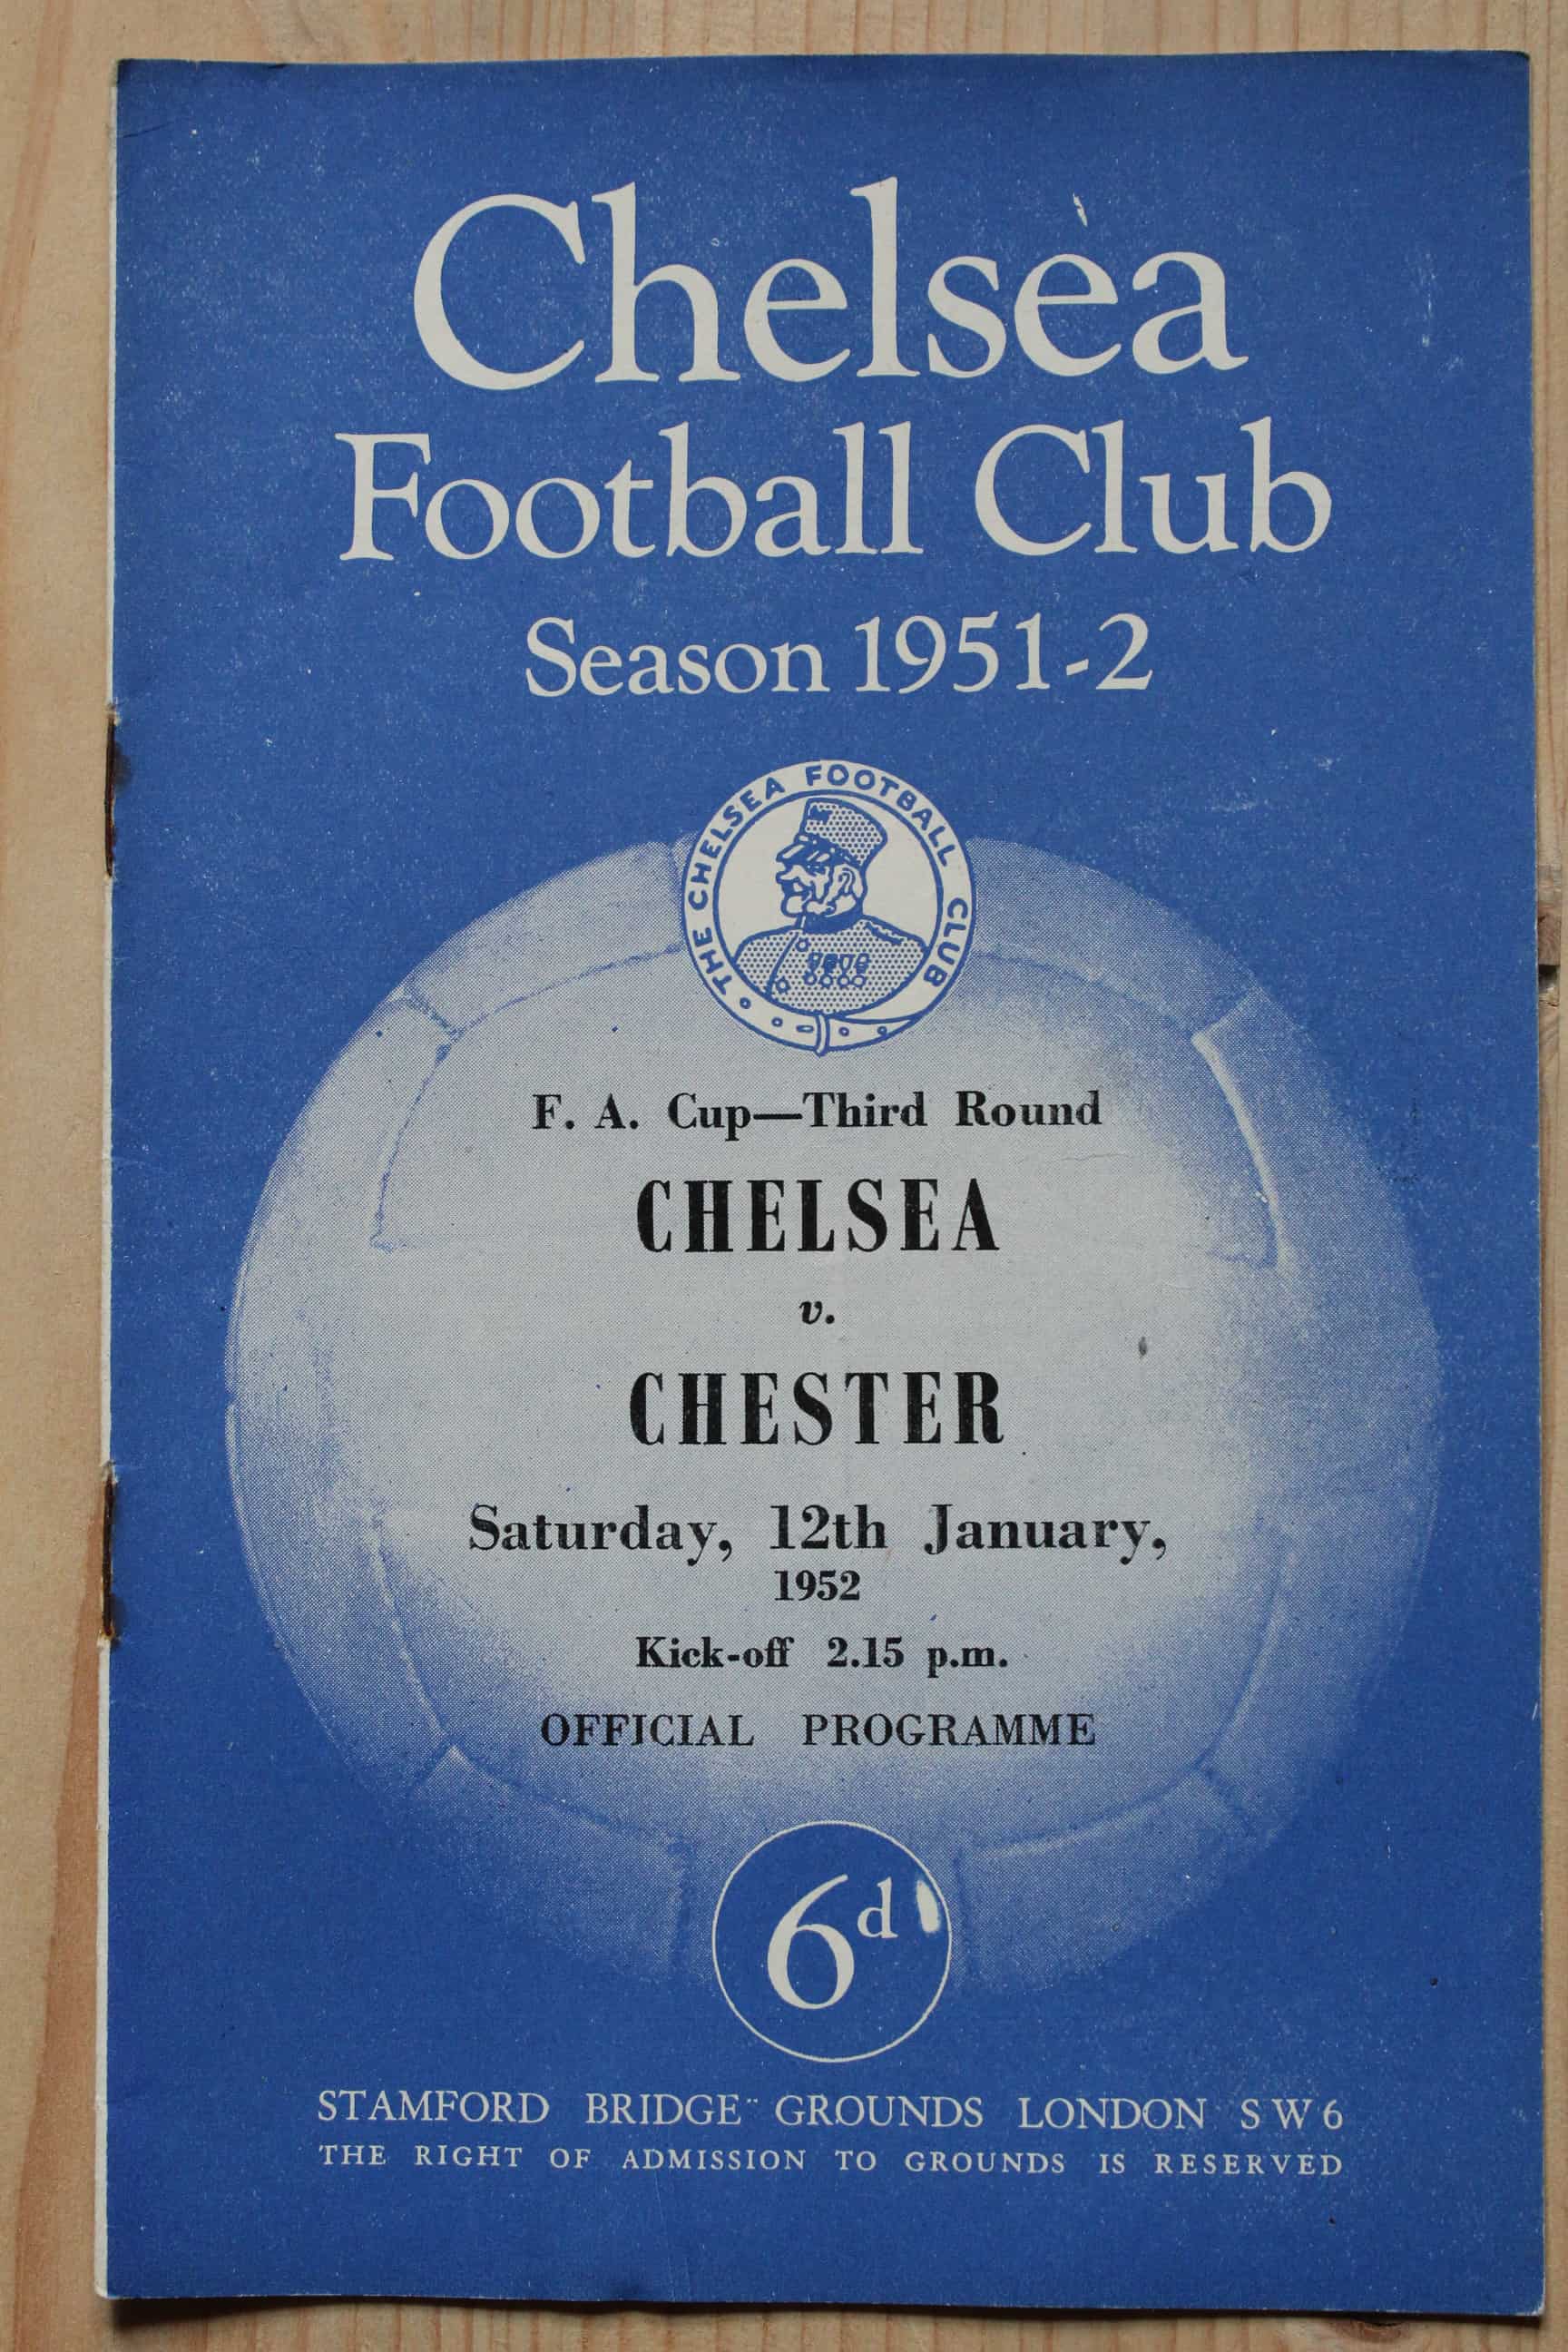 Chelsea
Football Club
Season 1951-2
THE CHELSEA FOOTBALL CLUB
F. A. Cup—Third Round
CHELSEA
v.
CHESTER
Saturday, 12th January,
1952
Kick-off 2.15 p.m.
OFFICIAL PROGRAMME
6d
STAMFORD BRIDGE GROUNDS LONDON SW6
THE RIGHT OF ADMISSION TO GROUNDS IS RESERVED